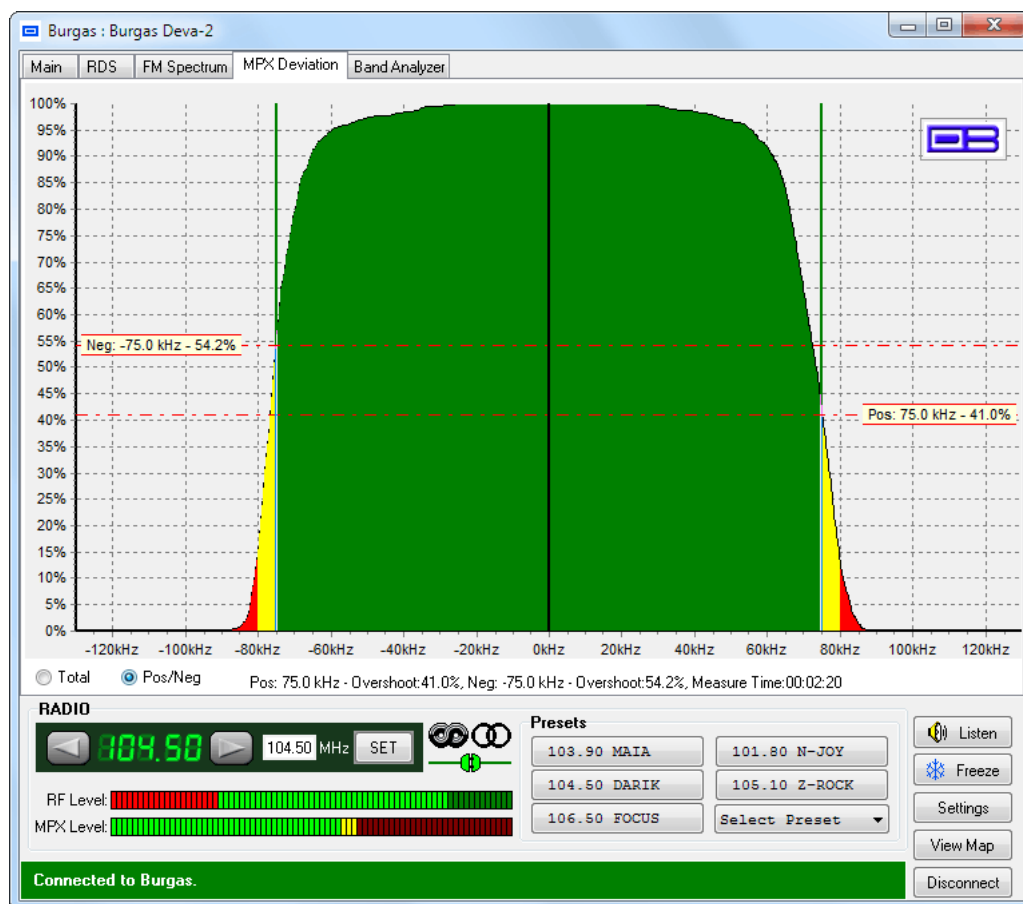 Burgas : Burgas Deva-2
Main RDS FM Spectrum MPX Deviation Band Analyzer
100%
95%
90%
85%
80%
75%
70%
65%
60%
55%
Neg: -75.0 kHz - 54.2%
50%
45%
40%
Pos: 75.0 kHz - 41.0%
35%
30%
25%
20%
15%
10%
5%
0%
-120kHz -100kHz -80kHz -60kHz -40kHz -20kHz 0kHz 20kHz 40kHz 60kHz 80kHz 100kHz 120kHz
Total Pos/Neg Pos: 75.0 kHz - Overshoot:41.0%, Neg: -75.0 kHz - Overshoot:54.2%, Measure Time:00:02:20
RADIO
104.50 104.50 MHz SET
RF Level:
MPX Level:
Presets
103.90 MAIA 101.80 N-JOY
104.50 DARIK 105.10 Z-ROCK
106.50 FOCUS Select Preset
Listen
Freeze
Settings
View Map
Disconnect
Connected to Burgas.